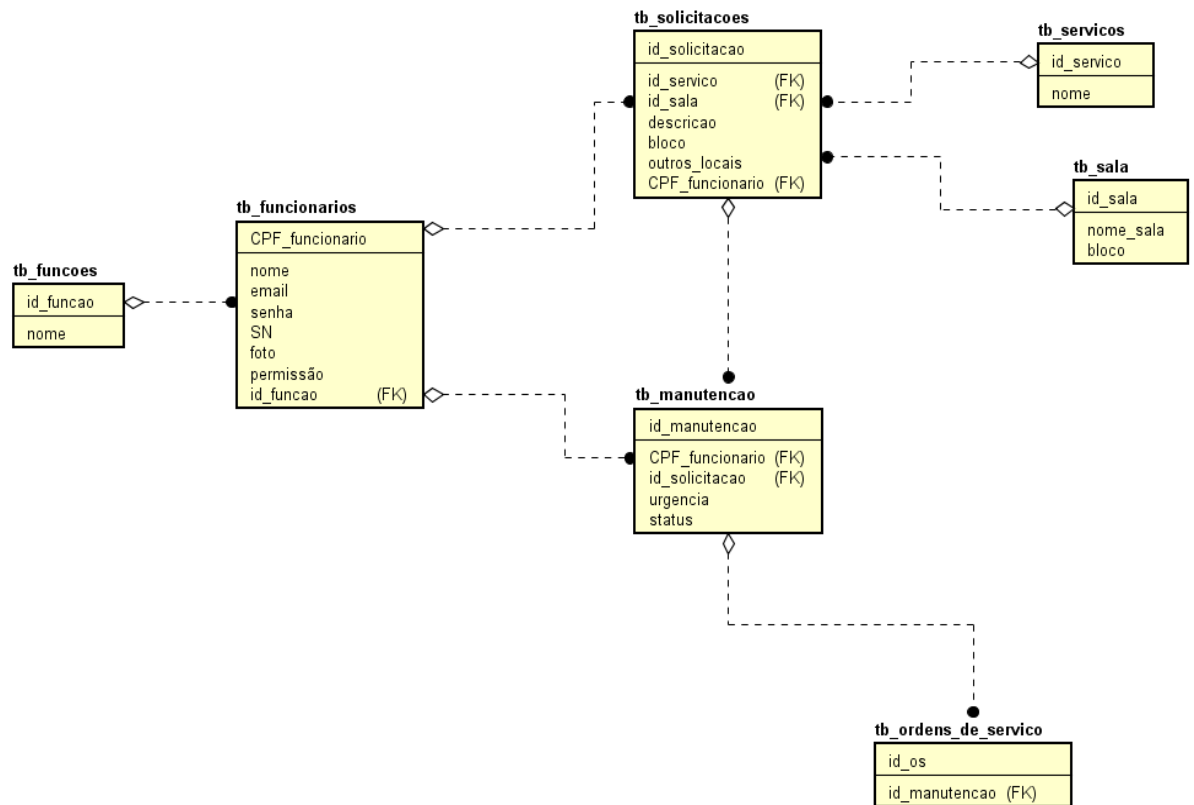 tb_solicitacoes
id_solicitacao
id_servico (FK)
id_sala (FK)
descricao
bloco
outros_locais
CPF_funcionario (FK)
tb_servicos
id_servico
nome
tb_sala
id_sala
nome_sala
bloco
tb_funcionarios
CPF_funcionario
nome
email
senha
SN
foto
permissão
id_funcao (FK)
tb_funcoes
id_funcao
nome
tb_manutencao
id_manutencao
CPF_funcionario (FK)
id_solicitacao (FK)
urgencia
status
tb_ordens_de_servico
id_os
id_manutencao (FK)